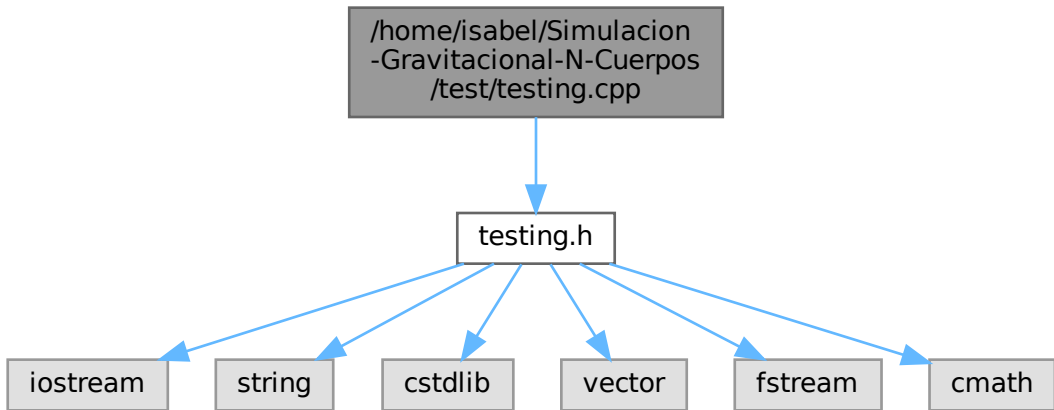 /home/isabel/Simulacion
-Gravitacional-N-Cuerpos
/test/testing.cpp
testing.h
iostream
string
cstdlib
vector
fstream
cmath